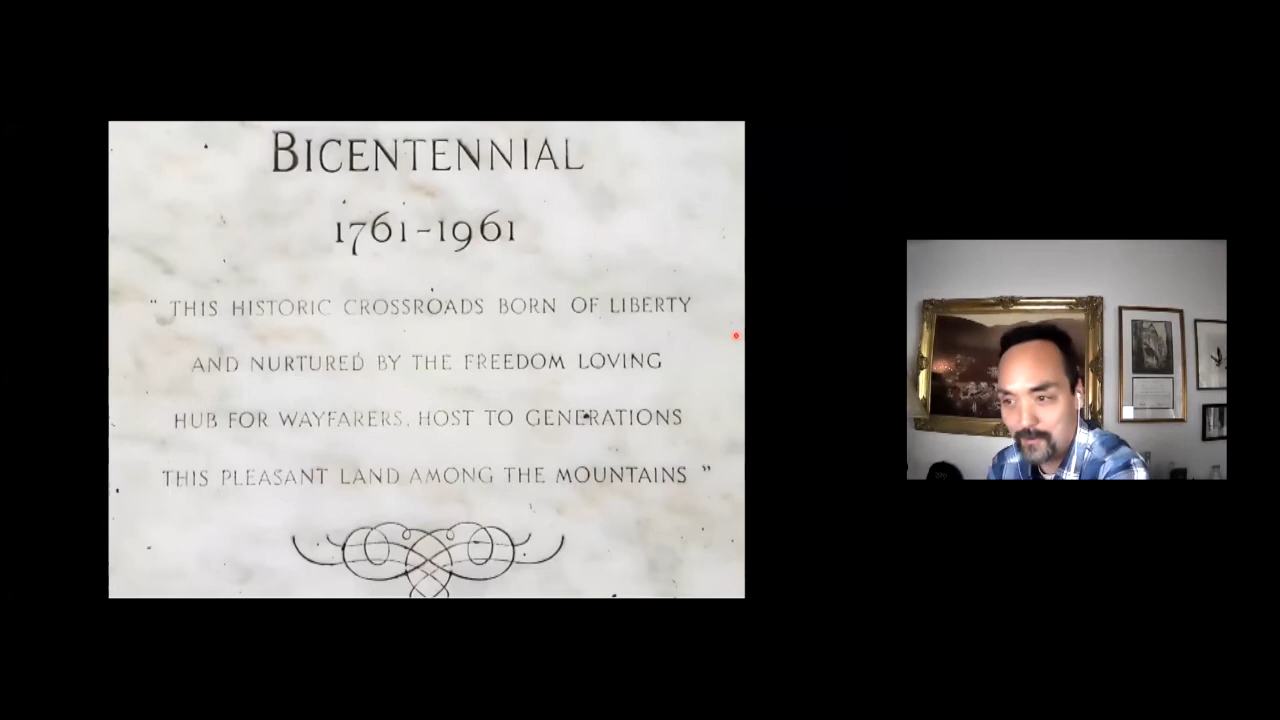 BICENTENNIAL
1761-1961
" THIS HISTORIC CROSSROADS BORN OF LIBERTY
AND NURTURED BY THE FREEDOM LOVING
HUB FOR WAYFARERS, HOST TO GENERATIONS
THIS PLEASANT LAND AMONG THE MOUNTAINS "